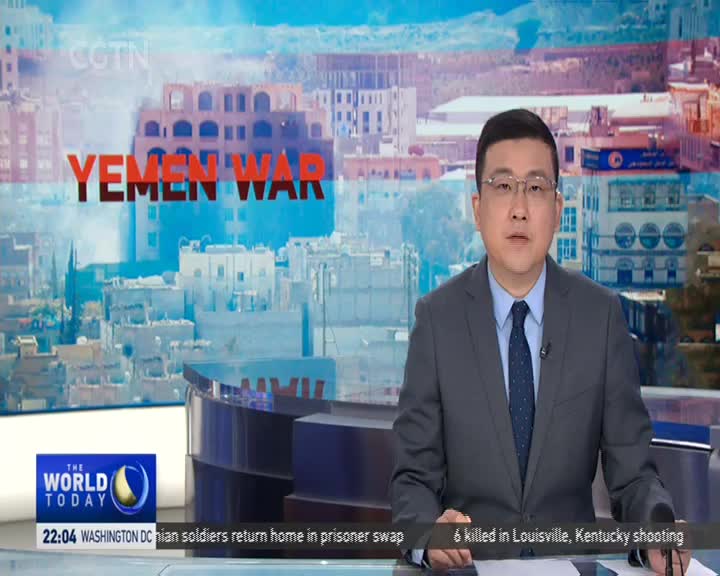 CGTN
YEMEN WAR
THE
WORLD
TODAY
22:04 WASHINGTON DC
nian soldiers return home in prisoner swap
6 killed in Louisville, Kentucky shooting